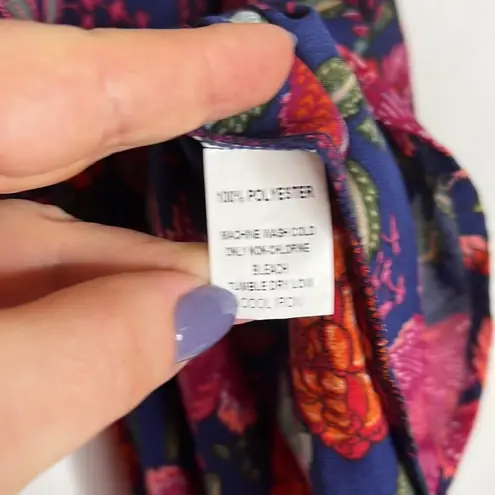 100% POLYESTER
MACHINE WASH COLD
ONLY NON-CHLORINE
BLEACH
TUMBLE DRY LOW
COOL IRON